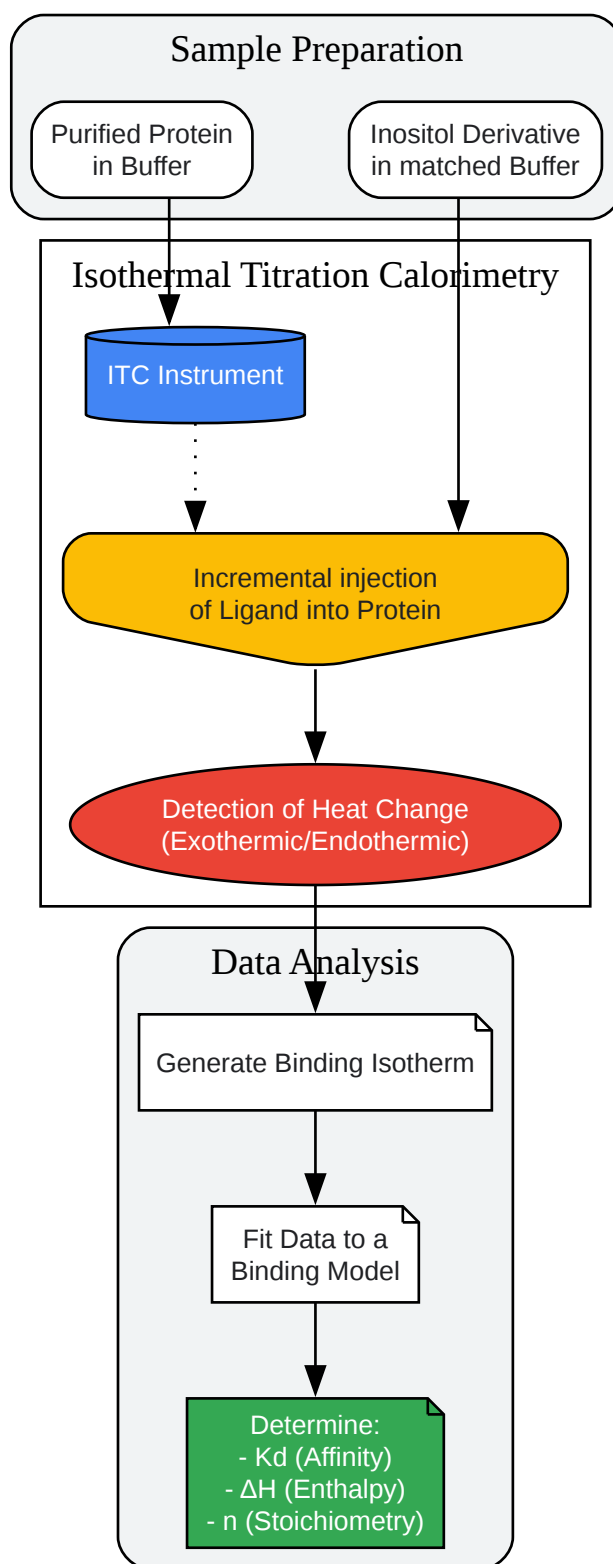 Sample Preparation
Purified Protein
in Buffer
Inositol Derivative
in matched Buffer
Isothermal Titration Calorimetry
ITC Instrument
Incremental injection
of Ligand into Protein
Detection of Heat Change
(Exothermic/Endothermic)
Data Analysis
Generate Binding Isotherm
Fit Data to a
Binding Model
Determine:
- Kd (Affinity)
- ΔH (Enthalpy)
- n (Stoichiometry)